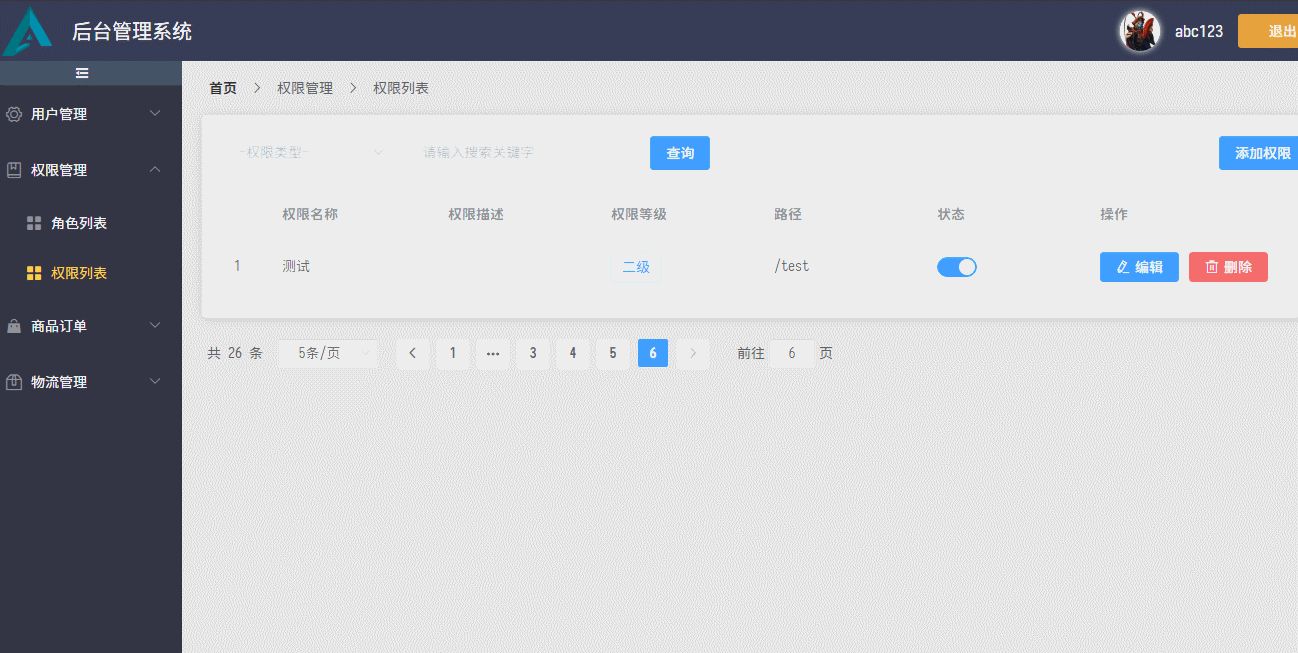 后台管理系统
abc123
退出
首页 > 权限管理 > 权限列表
用户管理
权限管理
角色列表
权限列表
商品订单
物流管理
-权限类型-
请输入搜索关键字
查询
添加权限
权限名称 权限描述 权限等级 路径 状态 操作
1 测试 二级 /test 编辑 删除
共 26 条 5条/页 < 1 ··· 3 4 5 6 > 前往 6 页